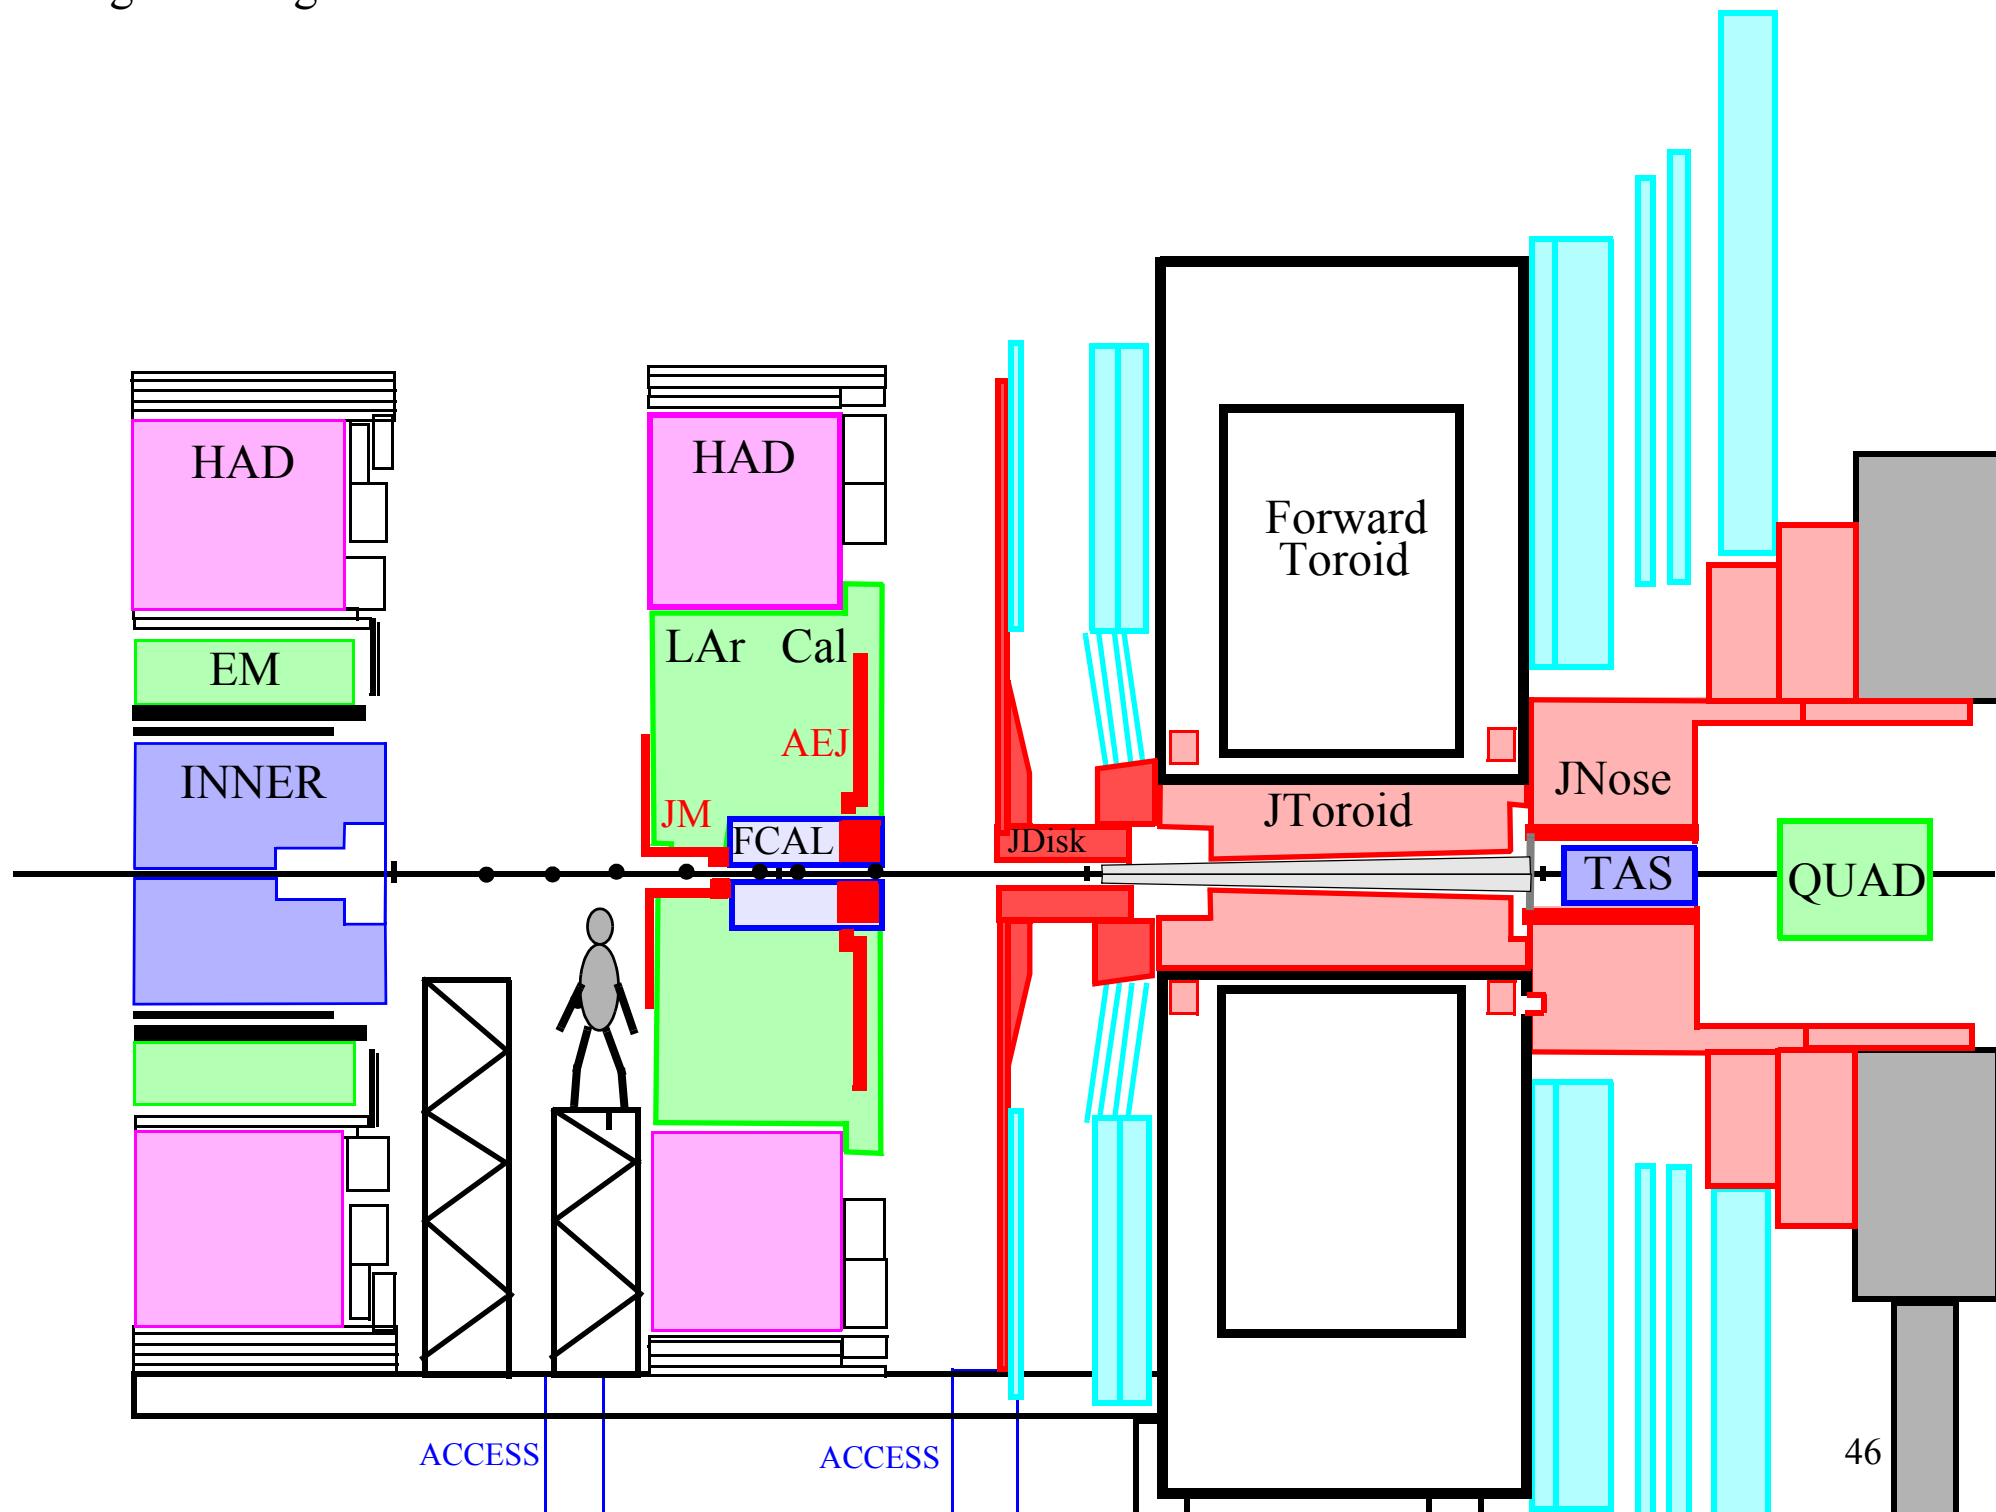 HAD
HAD
Forward
Toroid
LAr Cal
EM
AEJ
INNER
JNose
JM
JToroid
FCAL
JDisk
TAS
QUAD
ACCESS
ACCESS
46